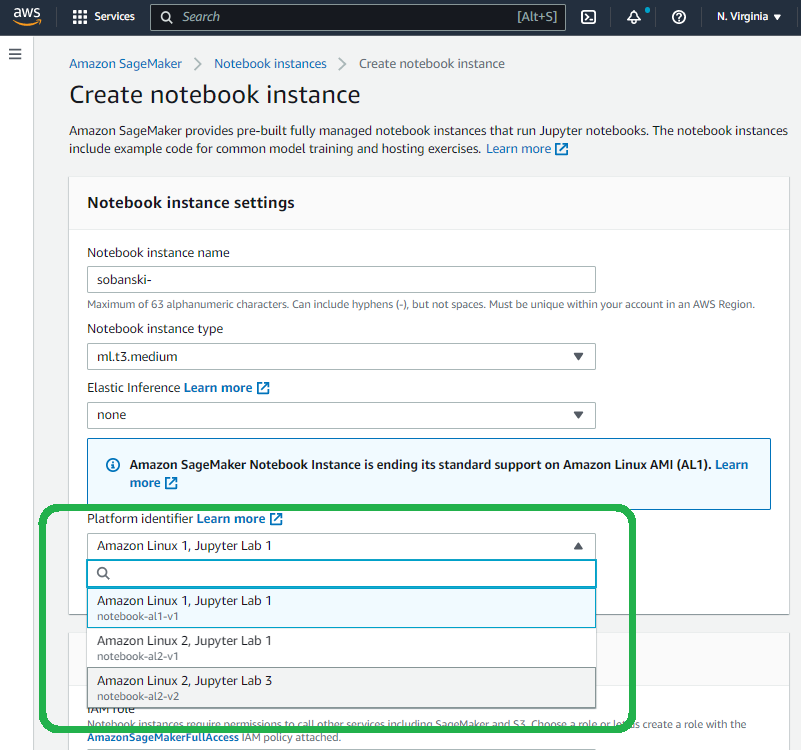 aws Services Search [Alt+S] N. Virginia
Amazon SageMaker > Notebook instances > Create notebook instance
Create notebook instance
Amazon SageMaker provides pre-built fully managed notebook instances that run Jupyter notebooks. The notebook instances
include example code for common model training and hosting exercises. Learn more
Notebook instance settings
Notebook instance name
sobanski-
Maximum of 63 alphanumeric characters. Can include hyphens (-), but not spaces. Must be unique within your account in an AWS Region.
Notebook instance type
ml.t3.medium
Elastic Inference Learn more
none
Amazon SageMaker Notebook Instance is ending its standard support on Amazon Linux AMI (AL1). Learn
more
Platform identifier Learn more
Amazon Linux 1, Jupyter Lab 1
Amazon Linux 1, Jupyter Lab 1
notebook-al1-v1
Amazon Linux 2, Jupyter Lab 1
notebook-al2-v1
Amazon Linux 2, Jupyter Lab 3
notebook-al2-v2
IAM role
Notebook instances require permissions to call other services including SageMaker and S3. Choose a role or let us create a role with the
AmazonSageMakerFullAccess IAM policy attached.